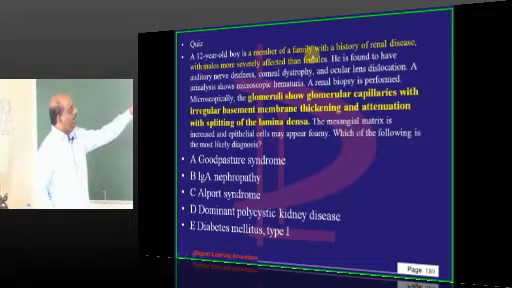 • Quiz
• A 12-year-old boy is a member of a family with a history of renal disease,
with males more severely affected than females. He is found to have
auditory nerve deafness, corneal dystrophy, and ocular lens dislocation. A
urinalysis shows microscopic hematuria. A renal biopsy is performed.
Microscopically, the glomeruli show glomerular capillaries with
irregular basement membrane thickening and attenuation
with splitting of the lamina densa. The mesangial matrix is
increased and epithelial cells may appear foamy. Which of the following is
the most likely diagnosis?
• A Goodpasture syndrome
• B IgA nephropathy
• C Alport syndrome
• D Dominant polycystic kidney disease
• E Diabetes mellitus, type I
Page 189